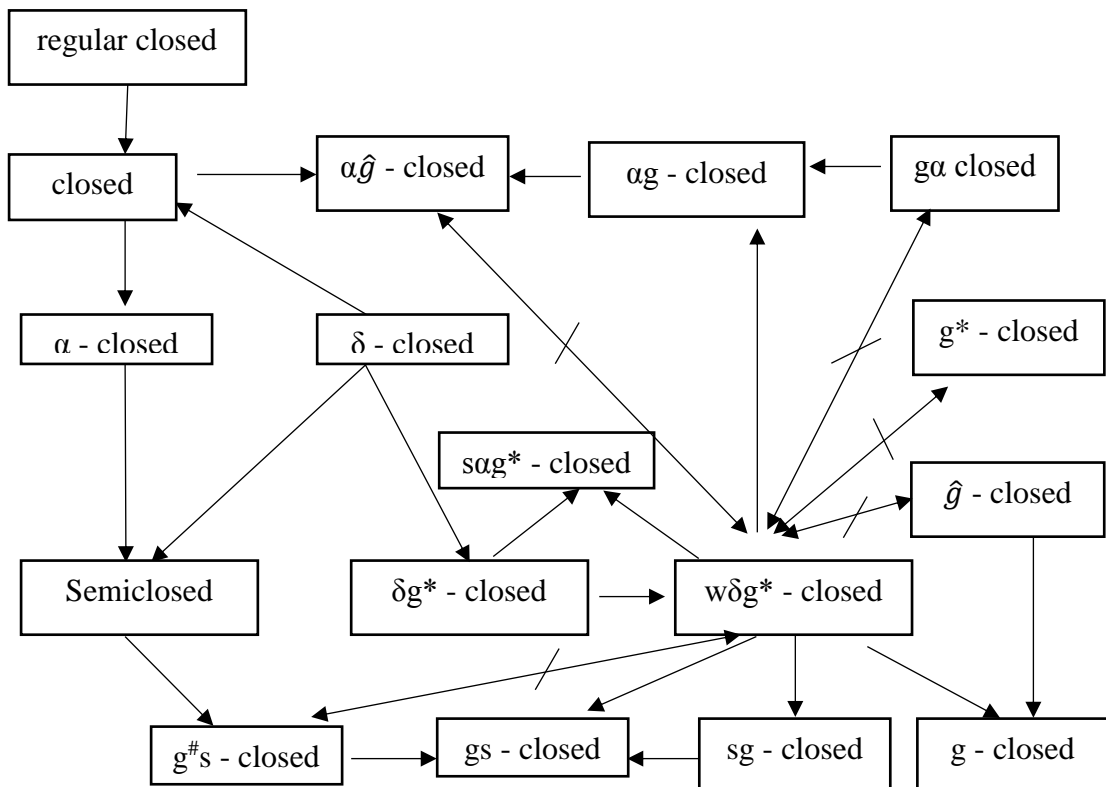 regular closed
closed
αĝ - closed
αg - closed
gα closed
α - closed
δ - closed
g* - closed
sαg* - closed
ĝ - closed
Semiclosed
δg* - closed
wδg* - closed
g#s - closed
gs - closed
sg - closed
g - closed